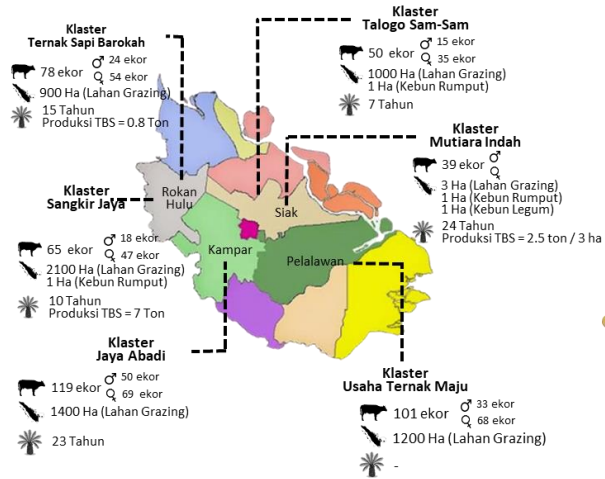 Klaster
Ternak Sapi Barokah
78 ekor
♂ 24 ekor
♀ 54 ekor
900 Ha (Lahan Grazing)
15 Tahun
Produksi TBS = 0.8 Ton
Klaster
Talogo Sam-Sam
50 ekor
♂ 15 ekor
♀ 35 ekor
1000 Ha (Lahan Grazing)
1 Ha (Kebun Rumput)
7 Tahun
Klaster
Mutiara Indah
39 ekor
♂
♀
3 Ha (Lahan Grazing)
1 Ha (Kebun Rumput)
1 Ha (Kebun Legum)
24 Tahun
Produksi TBS = 2.5 ton / 3 ha
Klaster
Sangkir Jaya
65 ekor
♂ 18 ekor
♀ 47 ekor
2100 Ha (Lahan Grazing)
1 Ha (Kebun Rumput)
10 Tahun
Produksi TBS = 7 Ton
Rokan
Hulu
Siak
Kampar
Pelalawan
Klaster
Jaya Abadi
119 ekor
♂ 50 ekor
♀ 69 ekor
1400 Ha (Lahan Grazing)
23 Tahun
Klaster
Usaha Ternak Maju
101 ekor
♂ 33 ekor
♀ 68 ekor
1200 Ha (Lahan Grazing)
-